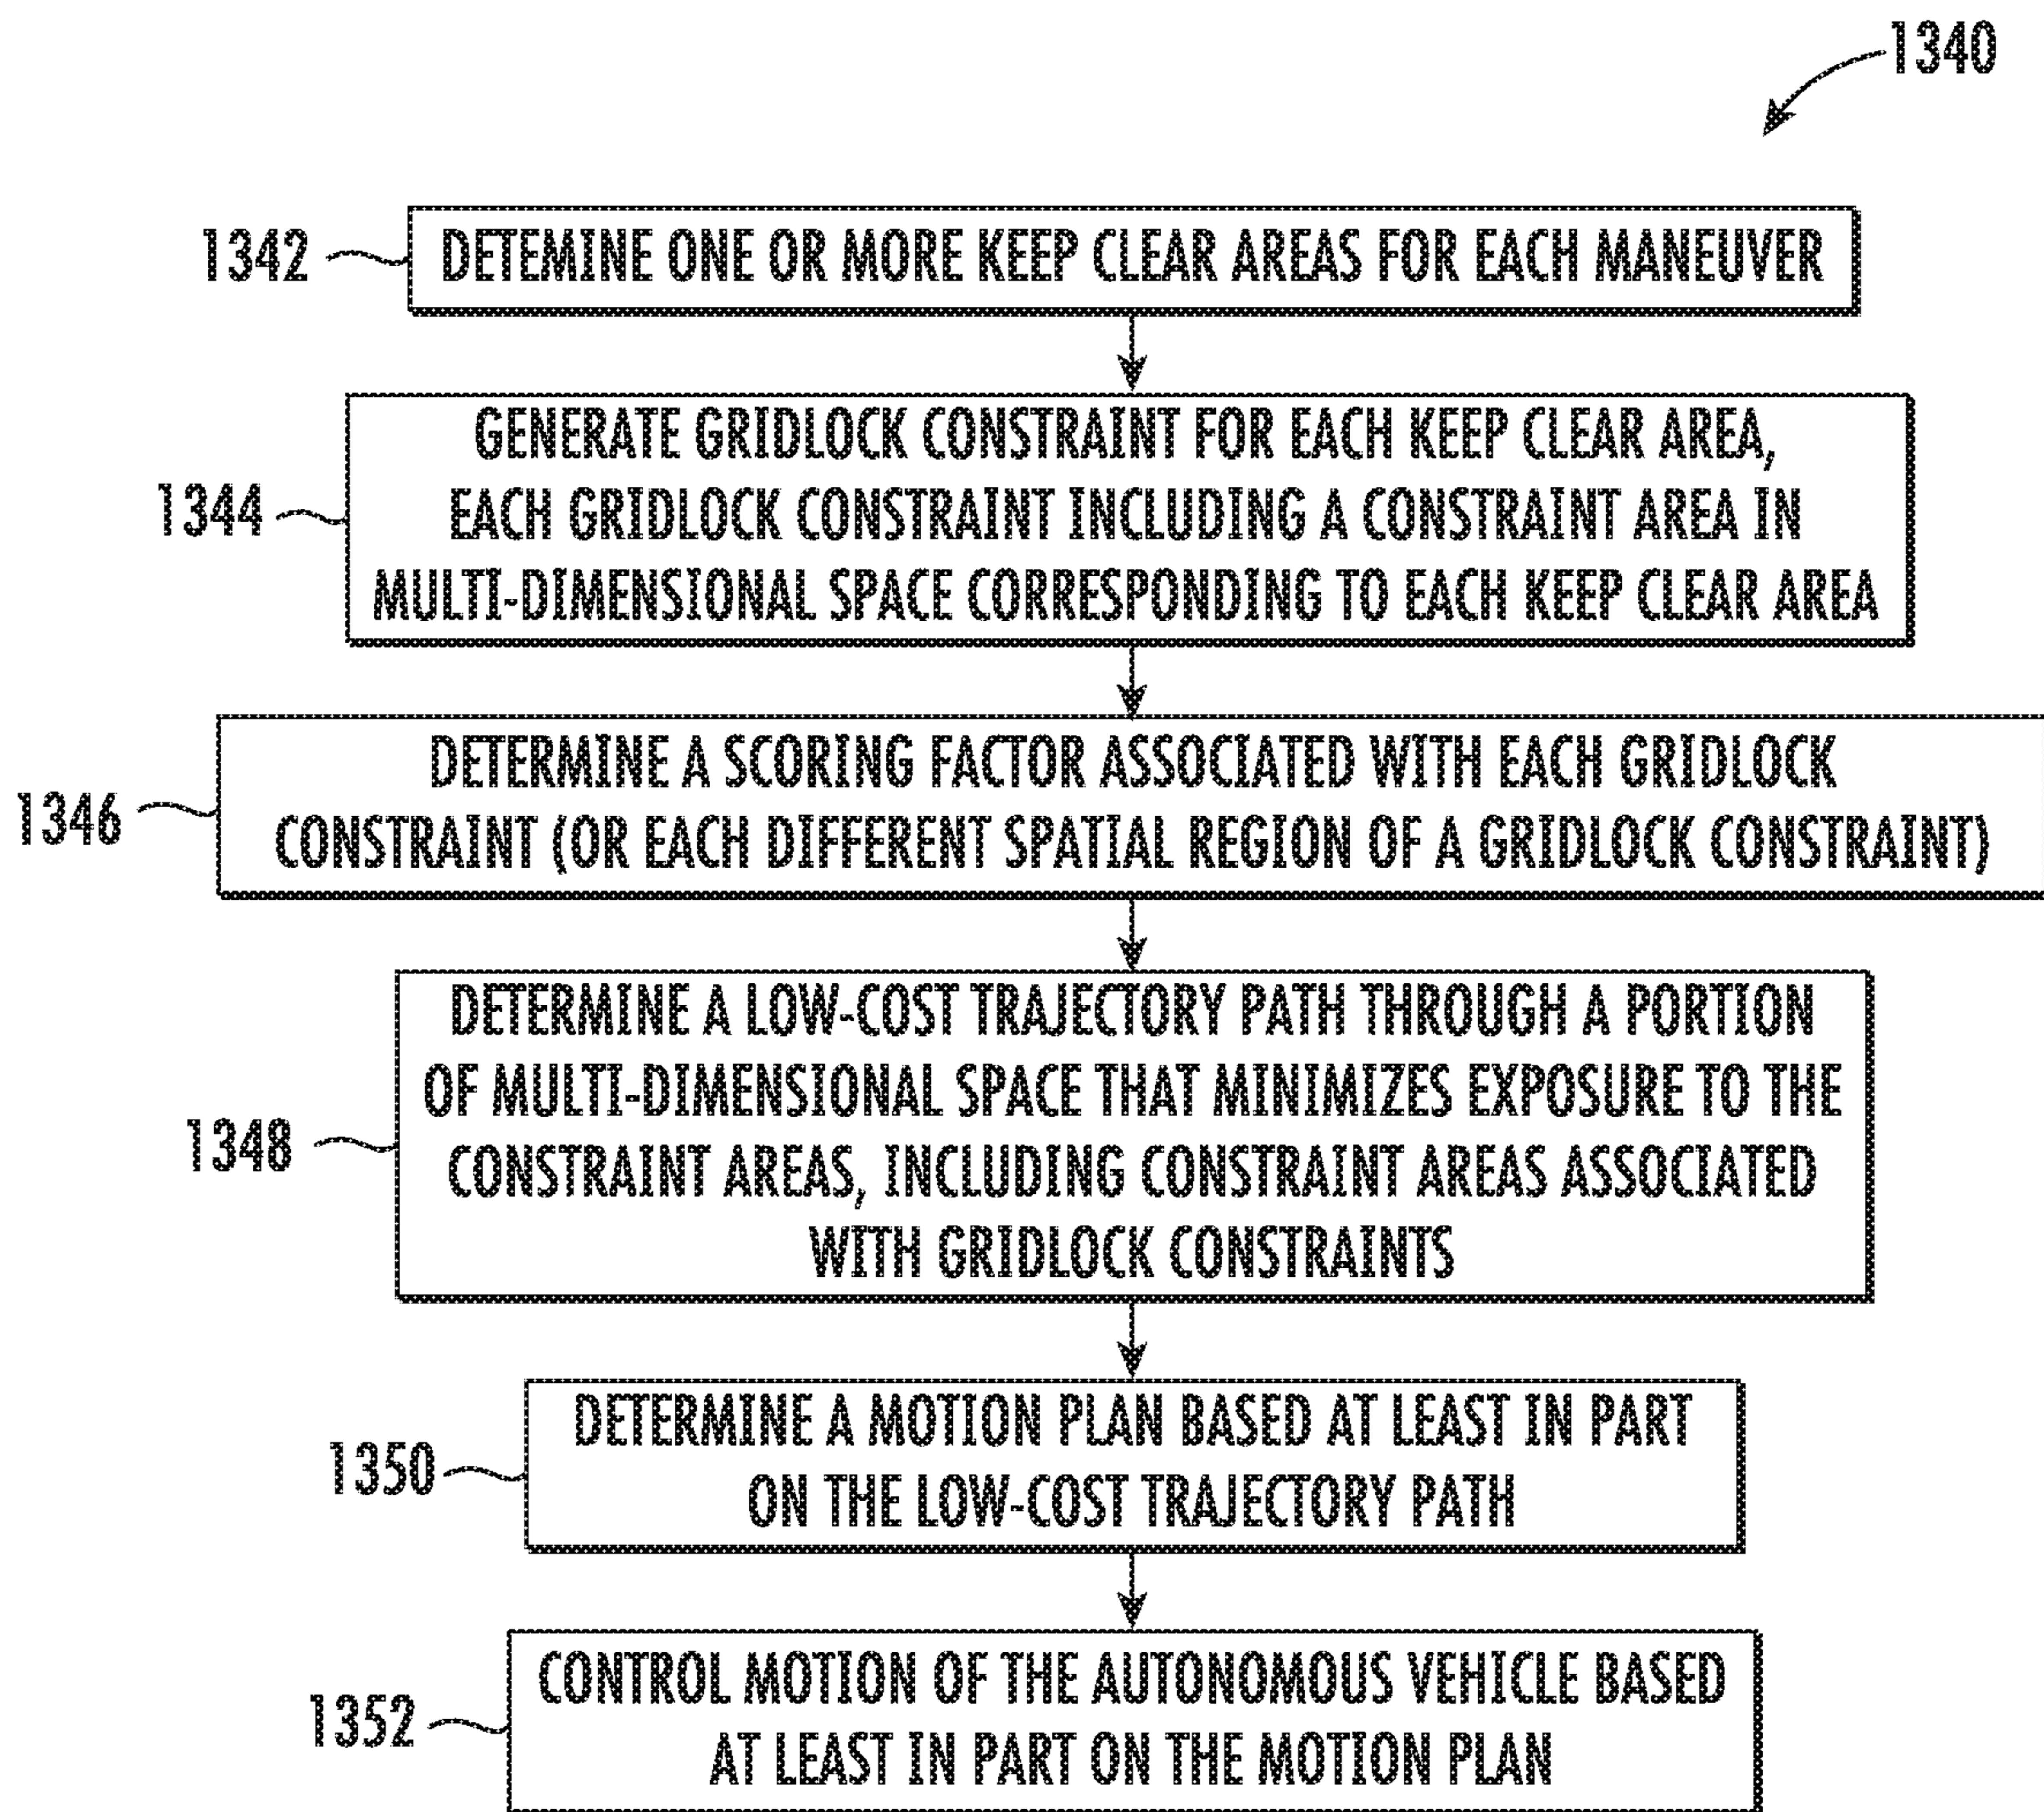 1340
1342
DETEMINE ONE OR MORE KEEP CLEAR AREAS FOR EACH MANEUVER
1344
GENERATE GRIDLOCK CONSTRAINT FOR EACH KEEP CLEAR AREA,
EACH GRIDLOCK CONSTRAINT INCLUDING A CONSTRAINT AREA IN
MULTI-DIMENSIONAL SPACE CORRESPONDING TO EACH KEEP CLEAR AREA
1346
DETERMINE A SCORING FACTOR ASSOCIATED WITH EACH GRIDLOCK
CONSTRAINT (OR EACH DIFFERENT SPATIAL REGION OF A GRIDLOCK CONSTRAINT)
1348
DETERMINE A LOW-COST TRAJECTORY PATH THROUGH A PORTION
OF MULTI-DIMENSIONAL SPACE THAT MINIMIZES EXPOSURE TO THE
CONSTRAINT AREAS, INCLUDING CONSTRAINT AREAS ASSOCIATED
WITH GRIDLOCK CONSTRAINTS
1350
DETERMINE A MOTION PLAN BASED AT LEAST IN PART
ON THE LOW-COST TRAJECTORY PATH
1352
CONTROL MOTION OF THE AUTONOMOUS VEHICLE BASED
AT LEAST IN PART ON THE MOTION PLAN